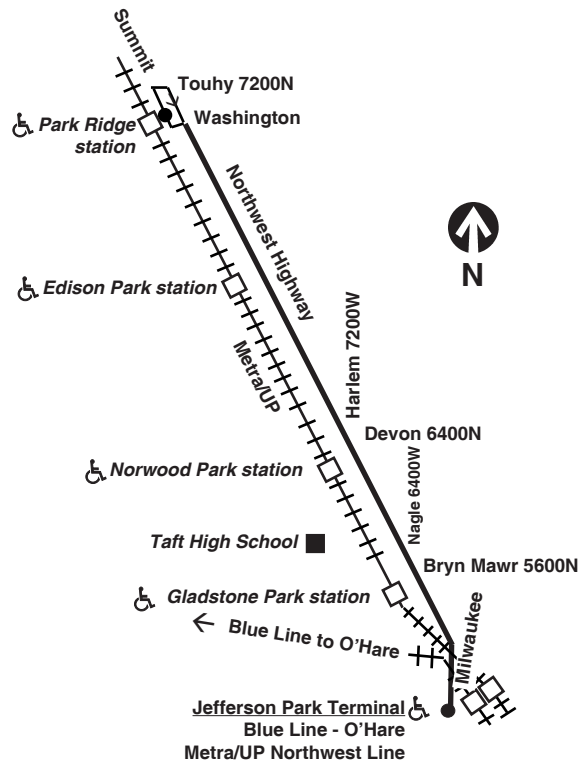 Summit
Touhy 7200N
Washington
Park Ridge
station
Northwest Highway
N
Edison Park station
Harlem 7200W
Metra/UP
Devon 6400N
Nagle 6400W
Norwood Park station
Taft High School
Bryn Mawr 5600N
Gladstone Park station
Milwaukee
Blue Line to O’Hare
Jefferson Park Terminal
Blue Line - O’Hare
Metra/UP Northwest Line